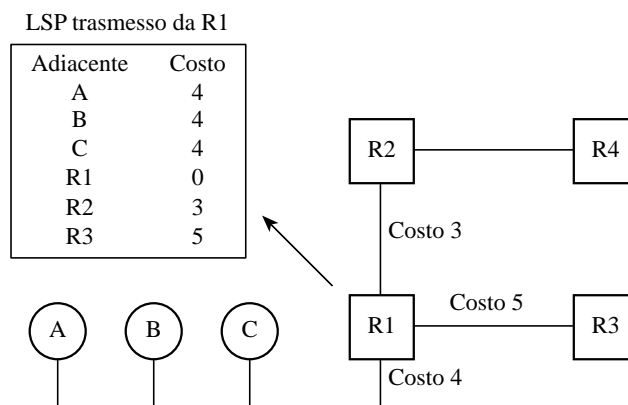 LSP trasmesso da R1
Adiacente Costo
A 4
B 4
C 4
R1 0
R2 3
R3 5
R2 R4
Costo 3
A B C R1 Costo 5 R3
Costo 4